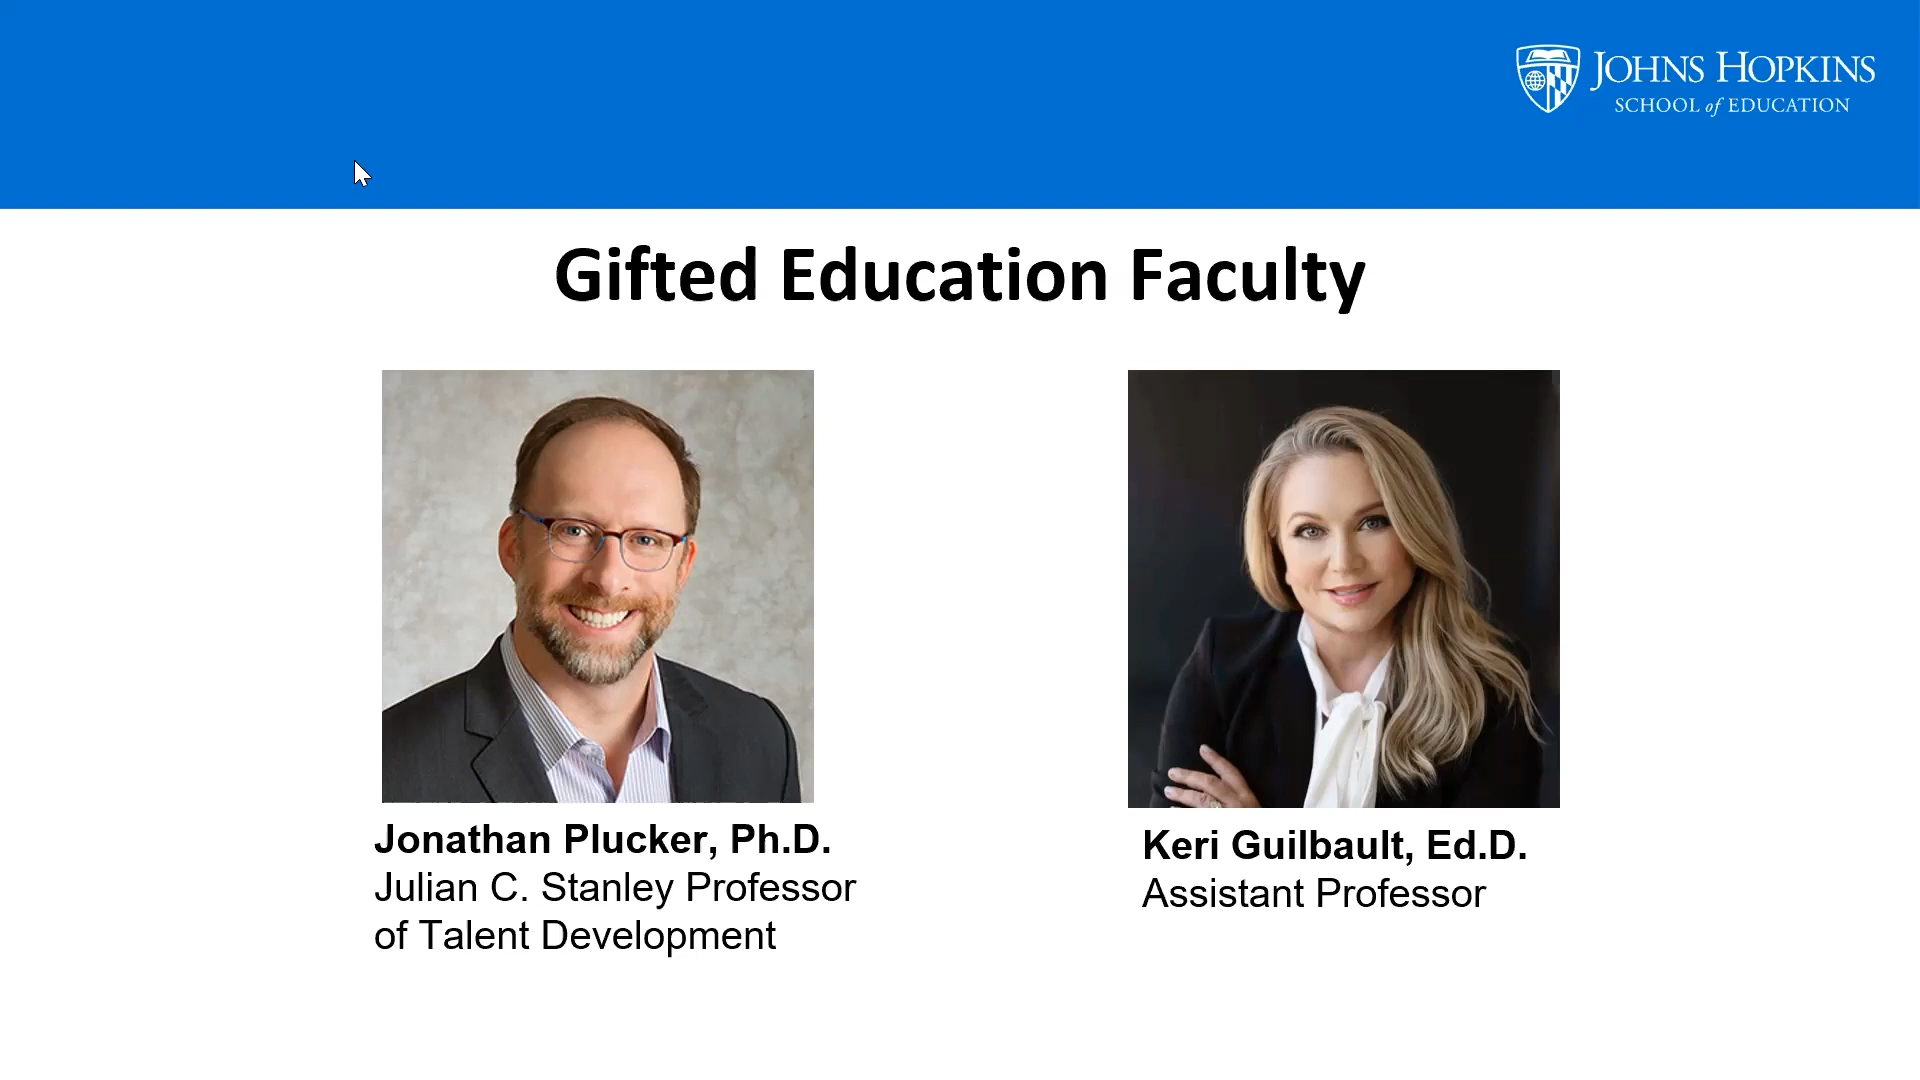 JOHNS HOPKINS
SCHOOL of EDUCATION
Gifted Education Faculty
Jonathan Plucker, Ph.D.
Julian C. Stanley Professor
of Talent Development
Keri Guilbault, Ed.D.
Assistant Professor